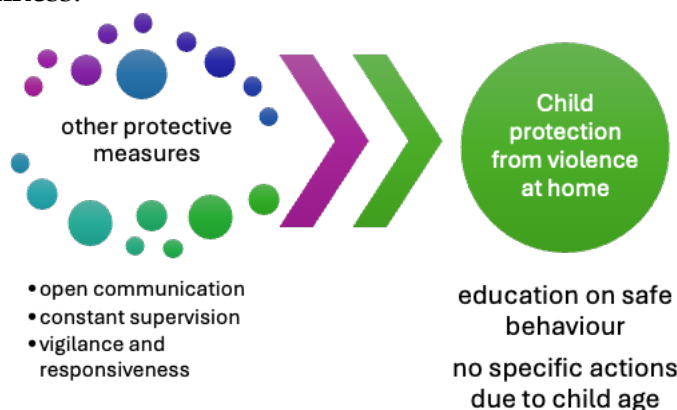 other protective
measures
• open communication
• constant supervision
• vigilance and
responsiveness
Child
protection
from violence
at home
education on safe
behaviour
no specific actions
due to child age